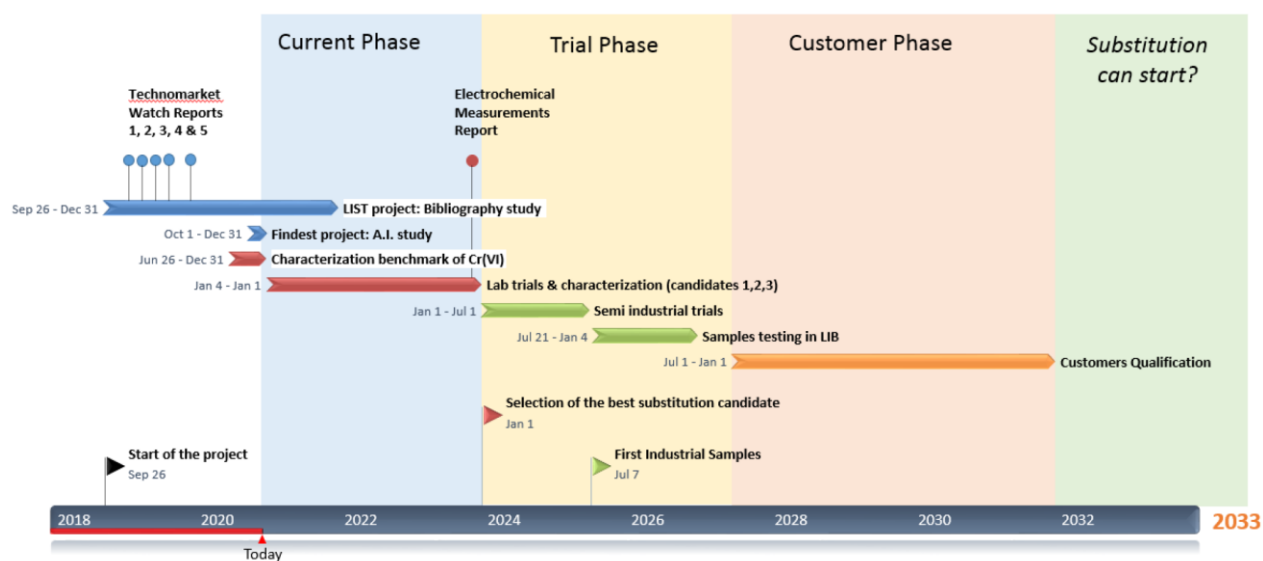 Current Phase
Trial Phase
Customer Phase
Substitution
can start?
Technomarket
Watch Reports
1, 2, 3, 4 & 5
Electrochemical
Measurements
Report
Sep 26 - Dec 31
LIST project: Bibliography study
Oct 1 - Dec 31
Findest project: A.I. study
Jun 26 - Dec 31
Characterization benchmark of Cr(VI)
Jan 4 - Jan 1
Lab trials & characterization (candidates 1,2,3)
Jan 1 - Jul 1
Semi industrial trials
Jul 21 - Jan 4
Samples testing in LIB
Jul 1 - Jan 1
Customers Qualification
Selection of the best substitution candidate
Jan 1
Start of the project
Sep 26
First Industrial Samples
Jul 7
2018 2020 2022 2024 2026 2028 2030 2032 2033
Today